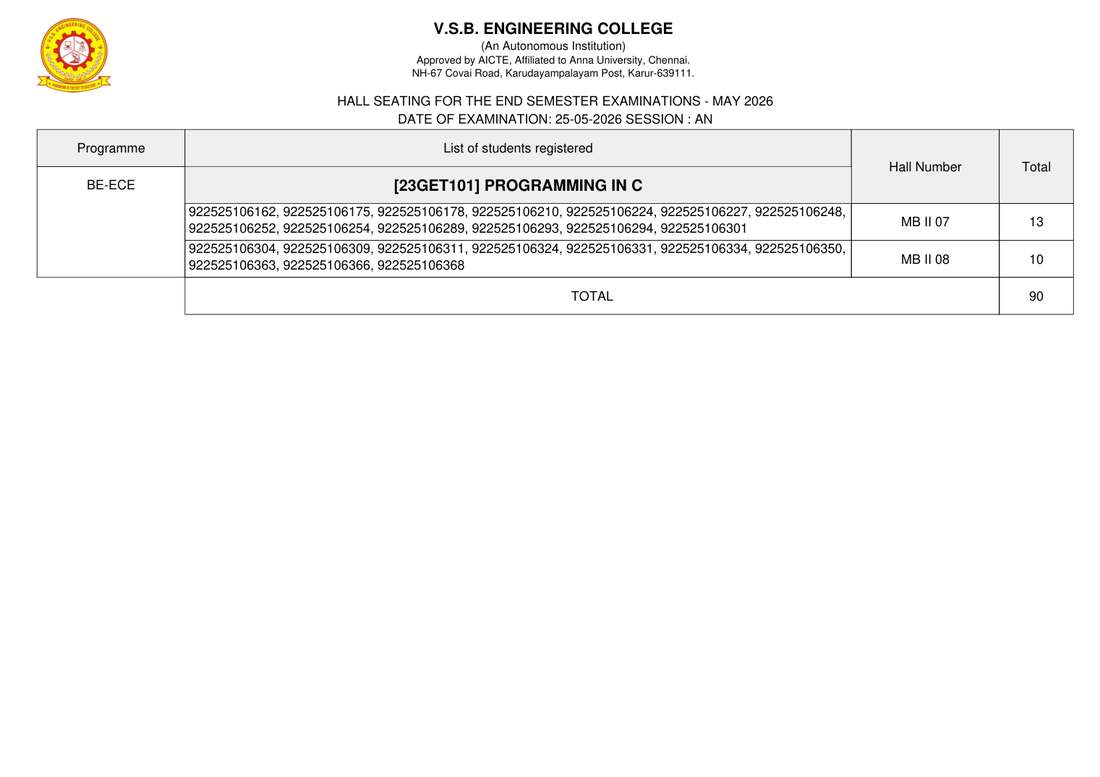 V.S.B. ENGINEERING COLLEGE
(An Autonomous Institution)
Approved by AICTE, Affiliated to Anna University, Chennai.
NH-67 Covai Road, Karudayampalayam Post, Karur-639111.
HALL SEATING FOR THE END SEMESTER EXAMINATIONS - MAY 2026
DATE OF EXAMINATION: 25-05-2026 SESSION : AN
Programme
List of students registered
Hall Number
Total
BE-ECE
[23GET101] PROGRAMMING IN C
922525106162, 922525106175, 922525106178, 922525106210, 922525106224, 922525106227, 922525106248,
922525106252, 922525106254, 922525106289, 922525106293, 922525106294, 922525106301
MB II 07
13
922525106304, 922525106309, 922525106311, 922525106324, 922525106331, 922525106334, 922525106350,
922525106363, 922525106366, 922525106368
MB II 08
10
TOTAL
90